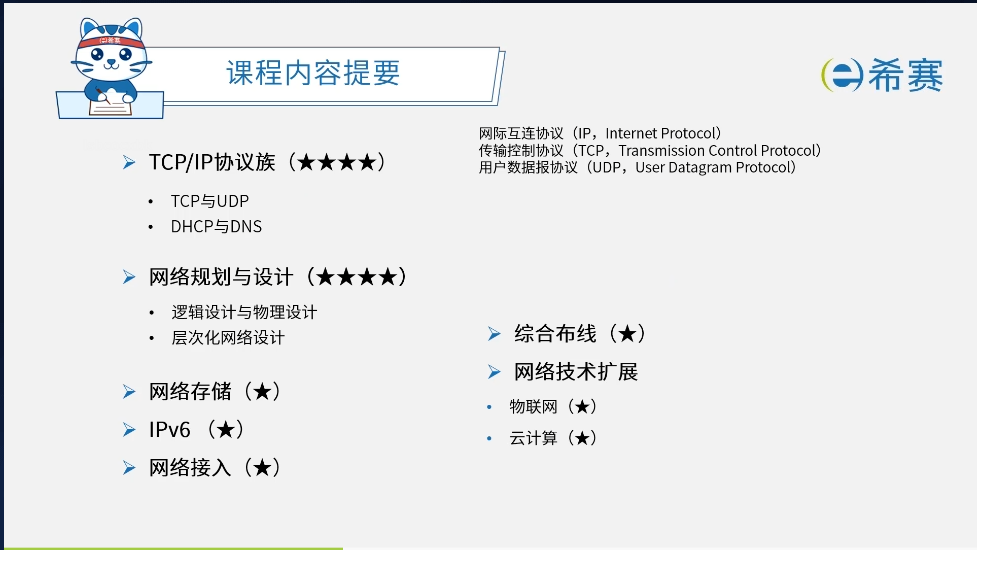 课程内容提要
希赛
网际互连协议（IP，Internet Protocol）
传输控制协议（TCP，Transmission Control Protocol）
用户数据报协议（UDP，User Datagram Protocol）
➢ TCP/IP协议族（★★★★）
• TCP与UDP
• DHCP与DNS
➢ 网络规划与设计（★★★★）
• 逻辑设计与物理设计
• 层次化网络设计
➢ 网络存储（★）
➢ IPv6 （★）
➢ 网络接入（★）
➢ 综合布线（★）
➢ 网络技术扩展
• 物联网（★）
• 云计算（★）